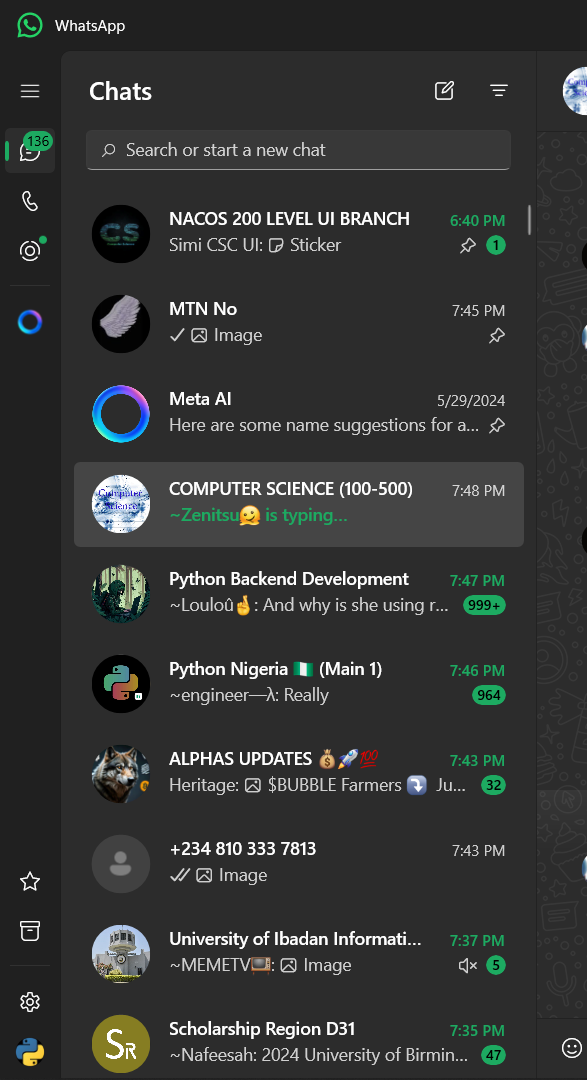 WhatsApp
Chats
136
Search or start a new chat
NACOS 200 LEVEL UI BRANCH 6:40 PM
Simi CSC UI: Sticker 1
CS
MTN No 7:45 PM
Image
Meta AI 5/29/2024
Here are some name suggestions for a...
COMPUTER SCIENCE (100-500) 7:48 PM
~Zenitsu🥰 is typing...
Computer
Science
Python Backend Development 7:47 PM
~Louloû🤞: And why is she using r... 999+
Python Nigeria 🇳🇬 (Main 1) 7:46 PM
~engineer—λ: Really 964
ALPHAS UPDATES 💰🚀💯 7:43 PM
Heritage: $BUBBLE Farmers ⤵️ Ju... 32
+234 810 333 7813 7:43 PM
Image
University of Ibadan Informati... 7:37 PM
~MEMETV📺: Image 5
Scholarship Region D31 7:35 PM
SR
~Nafeesah: 2024 University of Birmin... 47